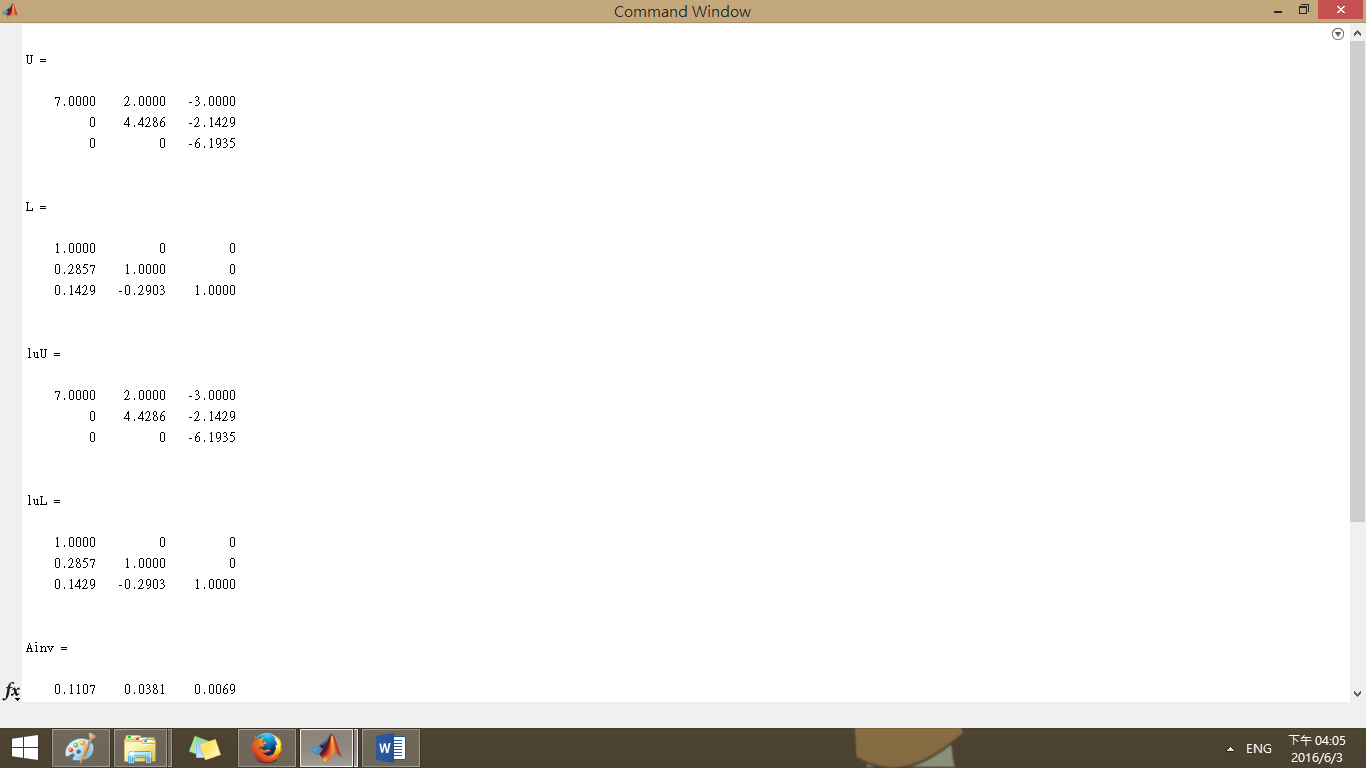 Command Window
U =
7.0000 2.0000 -3.0000
0 4.4286 -2.1429
0 0 -6.1935
L =
1.0000 0 0
0.2857 1.0000 0
0.1429 -0.2903 1.0000
luU =
7.0000 2.0000 -3.0000
0 4.4286 -2.1429
0 0 -6.1935
luL =
1.0000 0 0
0.2857 1.0000 0
0.1429 -0.2903 1.0000
Ainv =
fx 0.1107 0.0381 0.0069
W ENG 下午 04:05
2016/6/3